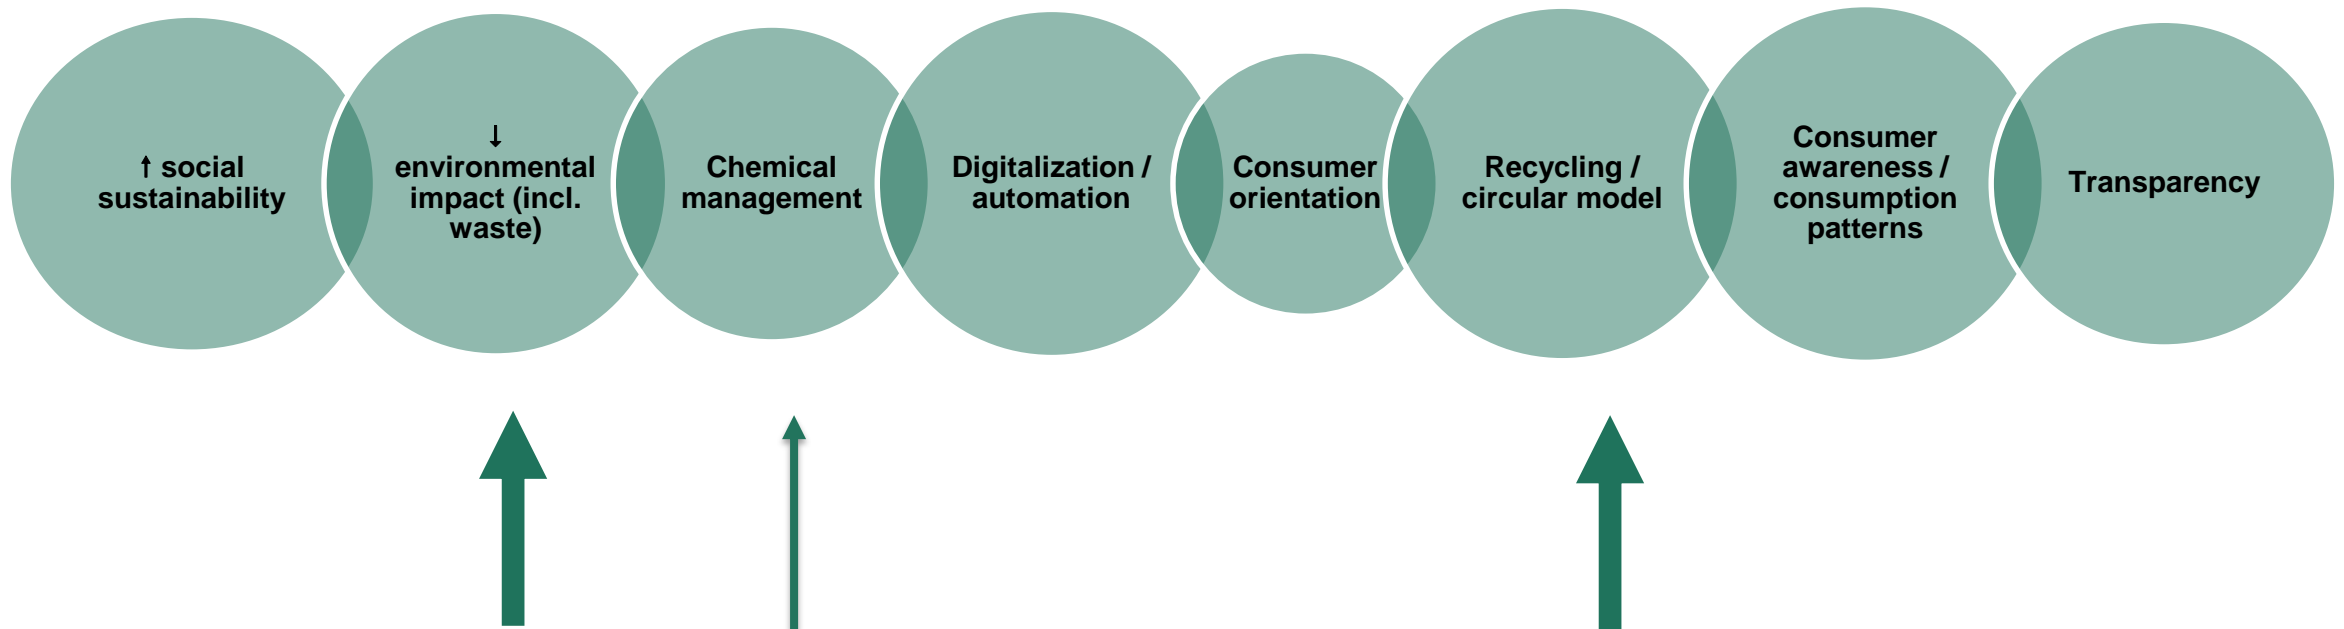 ↑ social
sustainability
↓
environmental
impact (incl.
waste)
Chemical
management
Digitalization /
automation
Consumer
orientation
Recycling /
circular model
Consumer
awareness /
consumption
patterns
Transparency